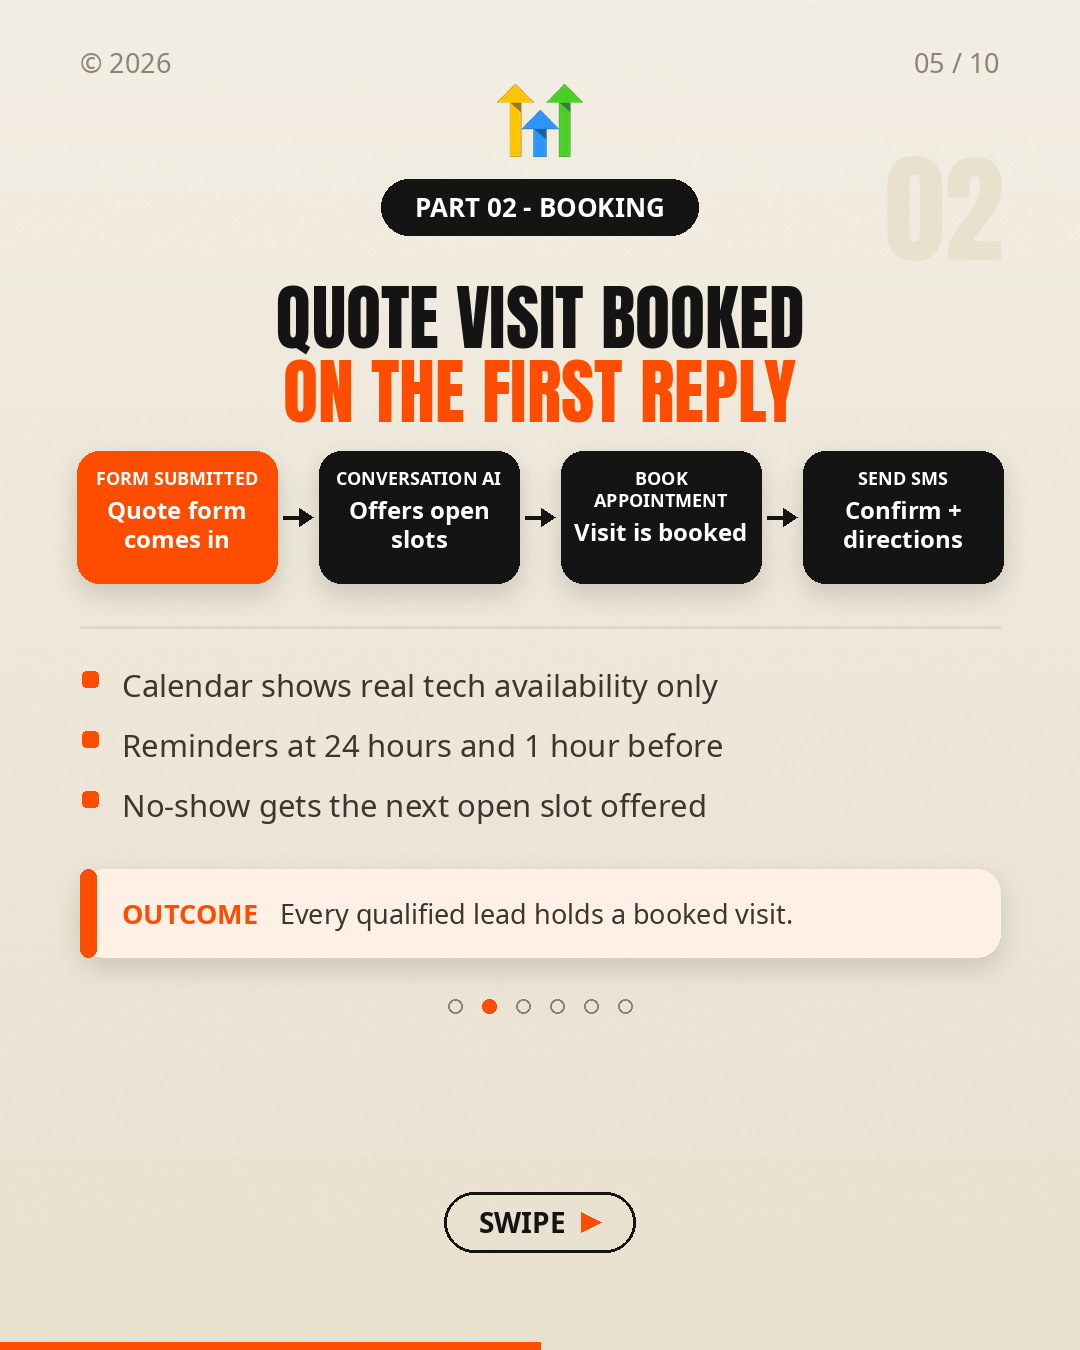 © 2026
05 / 10
PART 02 - BOOKING
02
QUOTE VISIT BOOKED
ON THE FIRST REPLY
FORM SUBMITTED
Quote form
comes in
CONVERSATION AI
Offers open
slots
BOOK
APPOINTMENT
Visit is booked
SEND SMS
Confirm +
directions
Calendar shows real tech availability only
Reminders at 24 hours and 1 hour before
No-show gets the next open slot offered
OUTCOME Every qualified lead holds a booked visit.
SWIPE